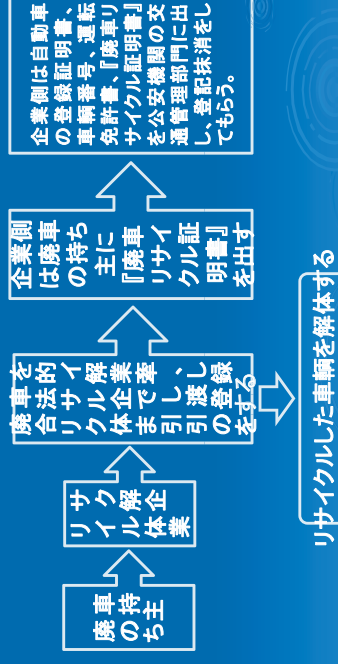 廃車
の持
ち主
リサ
イク
ル解
体企
業
廃車を
合法的
リサイ
クル解
体企業
まで牽
引し、
引渡し
の登録
をする
リサイクルした車輌を解体する
企業側
は廃車
の持ち
主に
『廃車
リサイ
クル証
明書』
を出す
企業側は自動車
の登録証明書、
車輌番号、運転
免許書、『廃車リ
サイクル証明書』
を公安機関の交
通管理部門に出
し、登記抹消をし
てもらう。